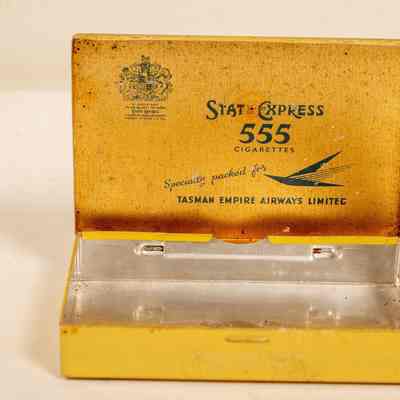 STATE EXPRESS
555
CIGARETTES
Specially packed for
TASMAN EMPIRE AIRWAYS LIMITED